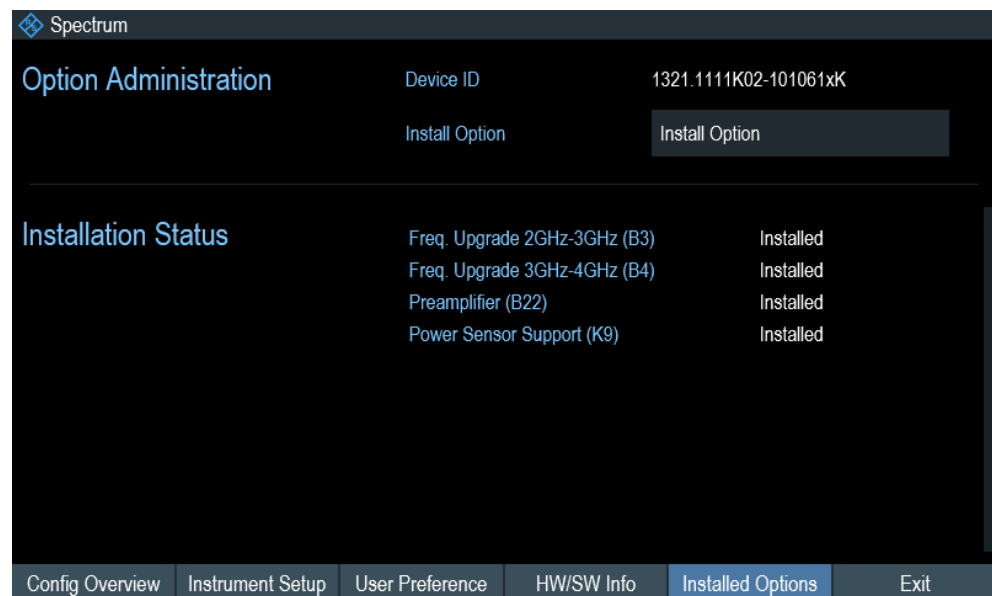 Spectrum
Option Administration
Device ID 1321.1111K02-101061xK
Install Option Install Option
Installation Status
Freq. Upgrade 2GHz-3GHz (B3) Installed
Freq. Upgrade 3GHz-4GHz (B4) Installed
Preamplifier (B22) Installed
Power Sensor Support (K9) Installed
Config Overview Instrument Setup User Preference HW/SW Info Installed Options Exit